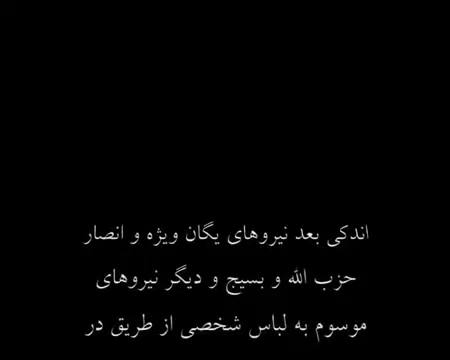 اندکی بعد نیروهای یگان ویژه و انصار
حزب الله و بسیج و دیگر نیروهای
موسوم به لباس شخصی از طریق در